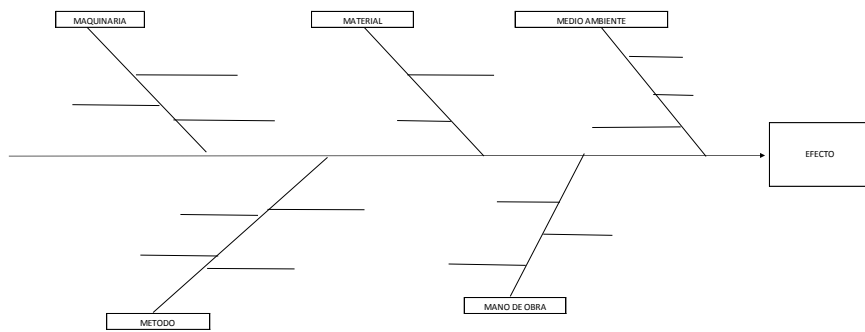 MAQUINARIA
MATERIAL
MEDIO AMBIENTE
EFECTO
METODO
MANO DE OBRA